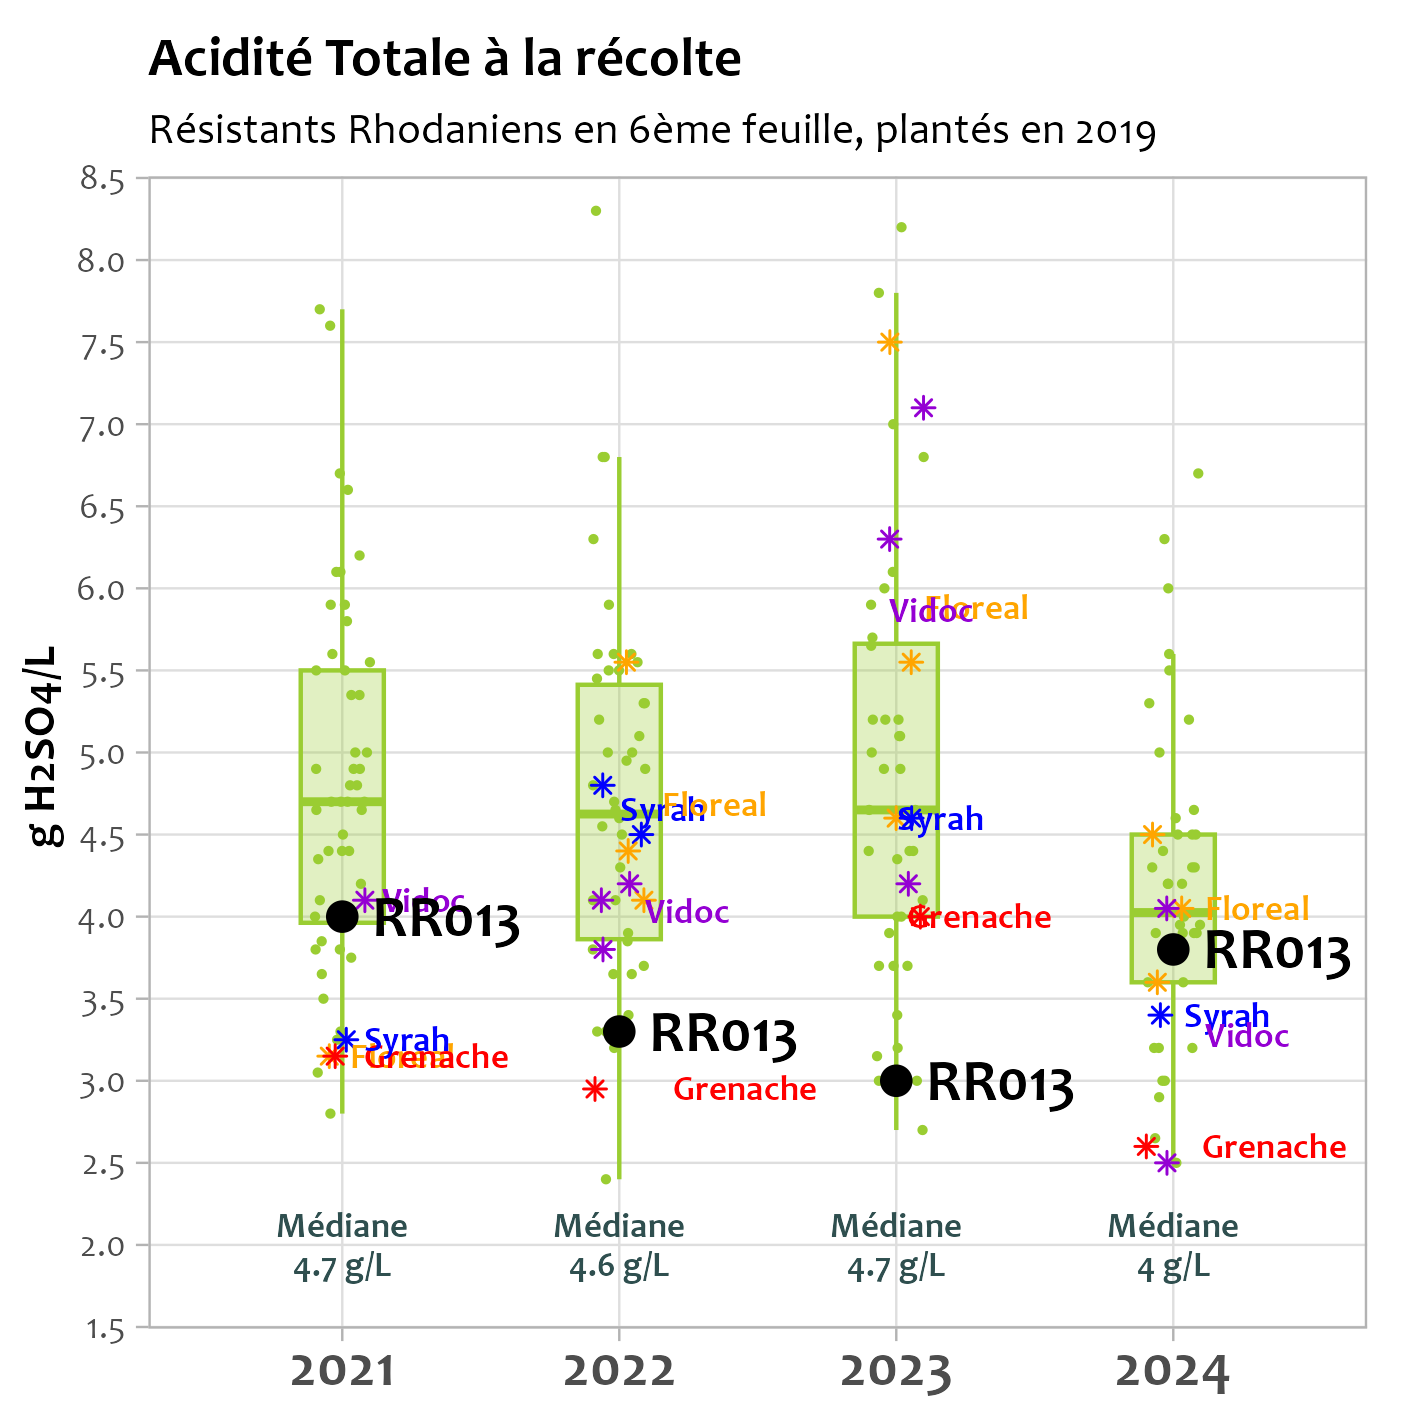 Acidité Totale à la récolte
Résistants Rhodaniens en 6ème feuille, plantés en 2019
g H2SO4/L
8.5
8.0
7.5
7.0
6.5
6.0
5.5
5.0
4.5
4.0
3.5
3.0
2.5
2.0
1.5
Vidoc
RR013
Syrah
Floreal
Grenache
Médiane
4.7 g/L
2021
Syrah
Floreal
Vidoc
RR013
Grenache
Médiane
4.6 g/L
2022
Vidoc
Floreal
Syrah
Grenache
RR013
Médiane
4.7 g/L
2023
Floreal
RR013
Syrah
Vidoc
Grenache
Médiane
4 g/L
2024